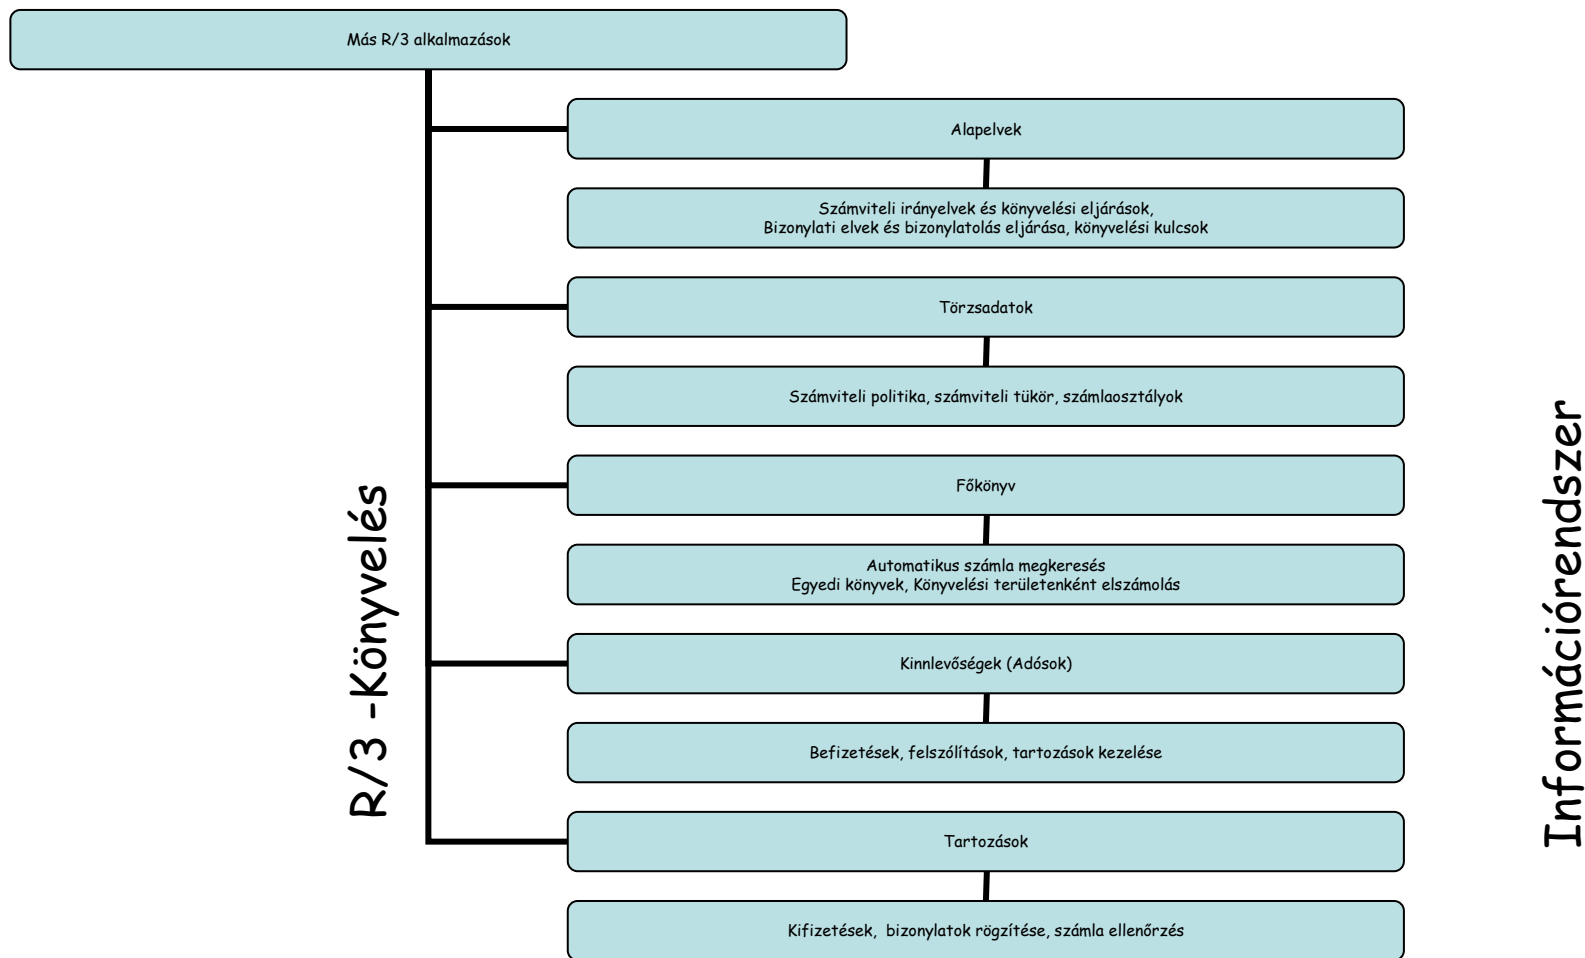 Más R/3 alkalmazások
Alapelvek
Számviteli irányelvek és könyvelési eljárások,
Bizonylati elvek és bizonylatolás eljárása, könyvelési kulcsok
Törzsadatok
Számviteli politika, számviteli tükör, számlaosztályok
Főkönyv
Automatikus számla megkeresés
Egyedi könyvek, Könyvelési területenként elszámolás
Kinnlevőségek (Adósok)
Befizetések, felszólítások, tartozások kezelése
Tartozások
Kifizetések, bizonylatok rögzítése, számla ellenőrzés
R/3 -Könyvelés
Információrendszer